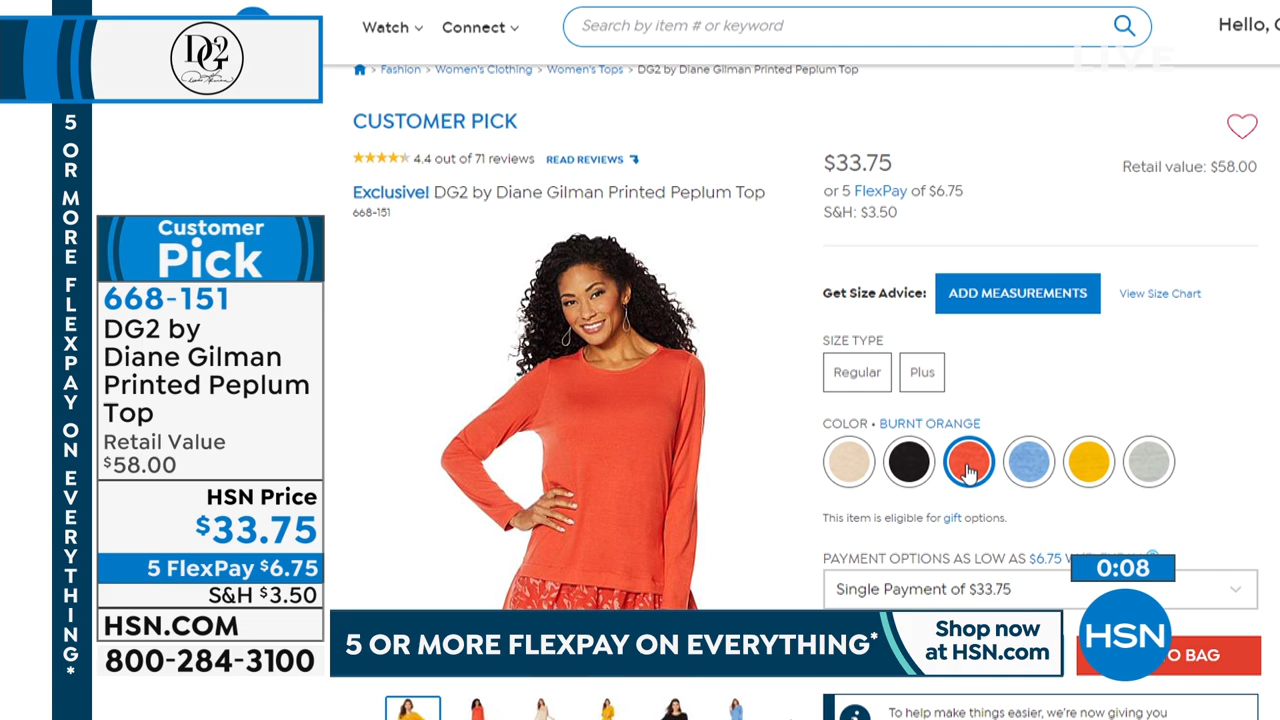 DG2
5 OR MORE FLEXPAY ON EVERYTHING*
Customer
Pick
668-151
DG2 by
Diane Gilman
Printed Peplum
Top
Retail Value
$58.00
HSN Price
$33.75
5 FlexPay $6.75
S&H $3.50
HSN.COM
800-284-3100
Watch
Connect
Search by item # or keyword
Hello,
LIVE
> Fashion > Women's Clothing > Women's Tops > DG2 by Diane Gilman Printed Peplum Top
CUSTOMER PICK
4.4 out of 71 reviews READ REVIEWS
Exclusive! DG2 by Diane Gilman Printed Peplum Top
668-151
$33.75
Retail value: $58.00
or 5 FlexPay of $6.75
S&H: $3.50
Get Size Advice: ADD MEASUREMENTS View Size Chart
SIZE TYPE
Regular Plus
COLOR • BURNT ORANGE
This item is eligible for gift options.
PAYMENT OPTIONS AS LOW AS $6.75
0:08
Single Payment of $33.75
5 OR MORE FLEXPAY ON EVERYTHING*
Shop now
at HSN.com
HSN
O BAG
To help make things easier, we're now giving you